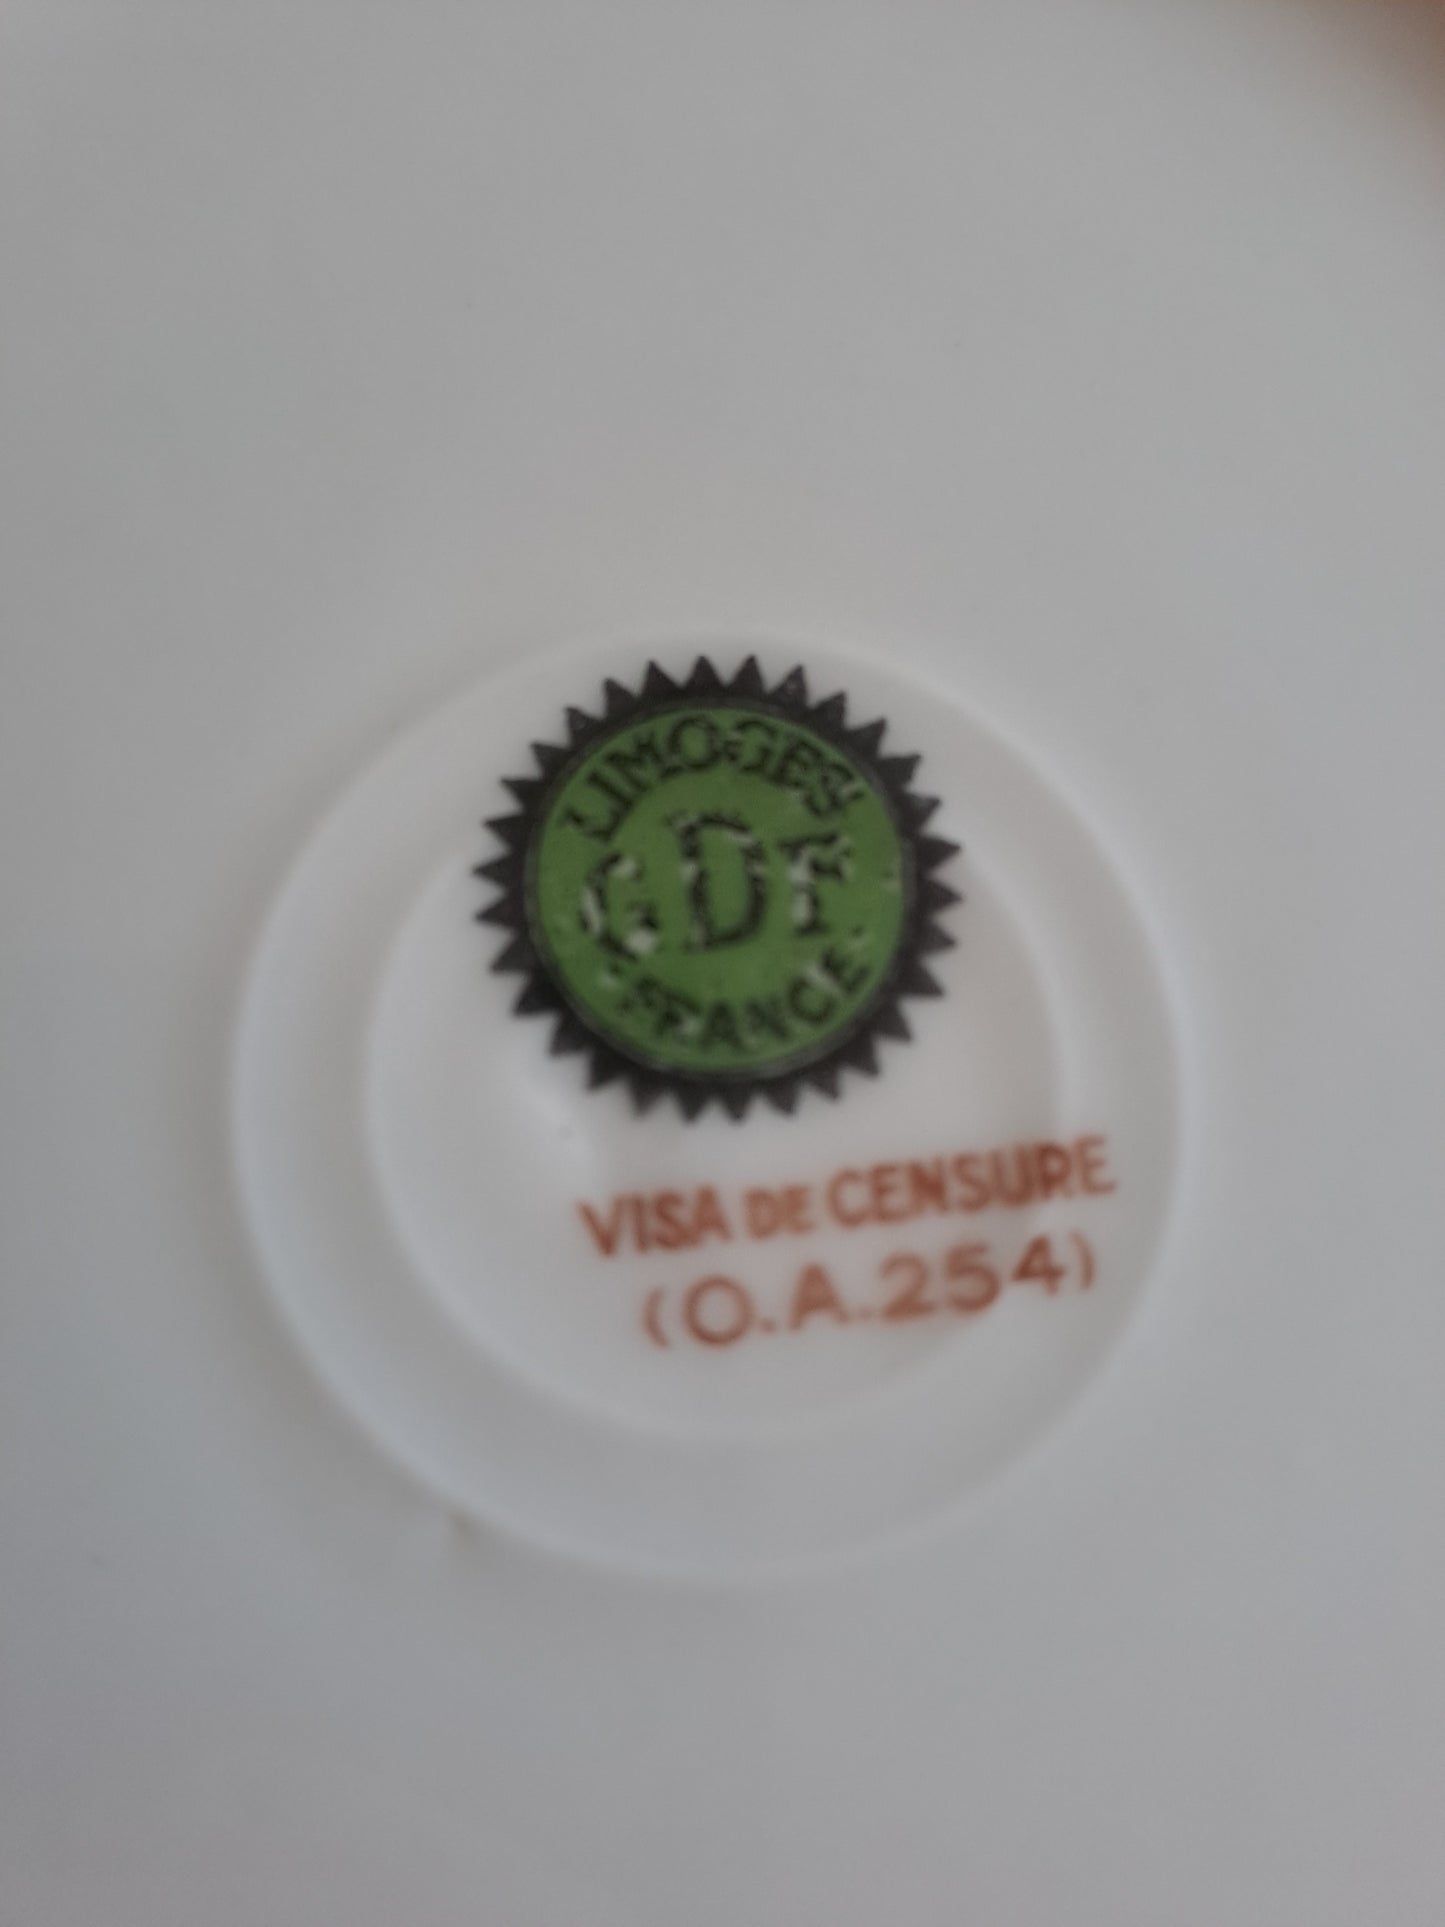 LIMOGES
GDF
FRANCE
VISA DE CENSURE
(O.A.254)